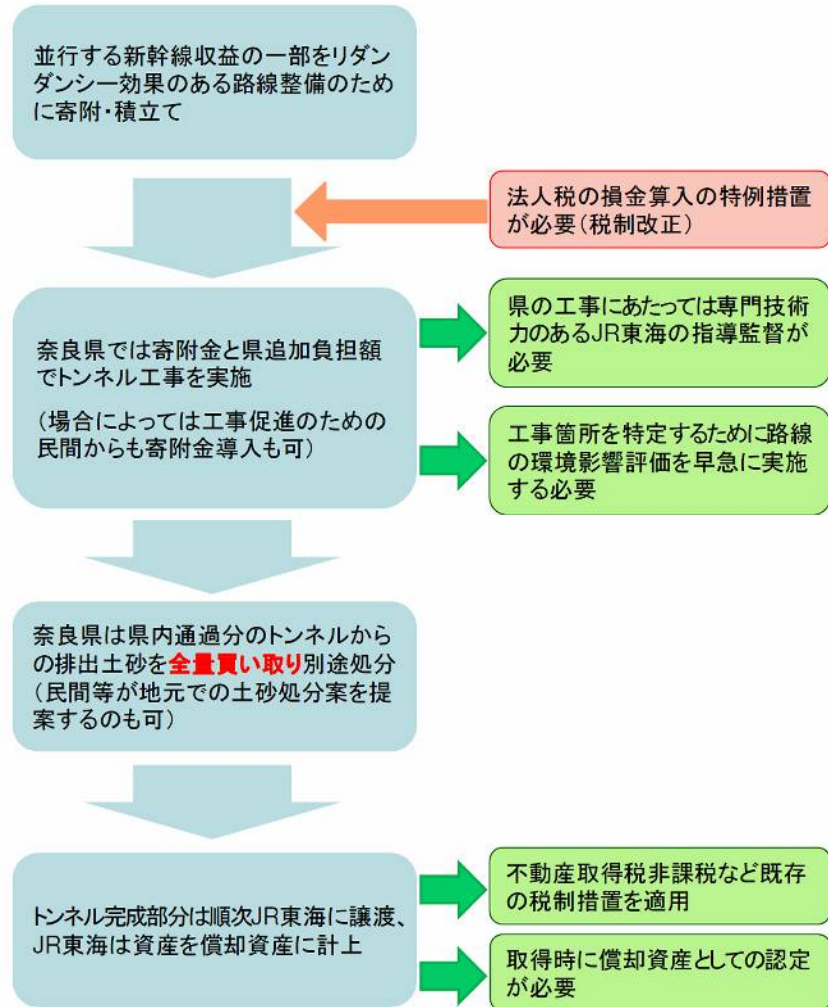 並行する新幹線収益の一部をリダン
ダンシー効果のある路線整備のため
に寄附・積立て
法人税の損金算入の特例措置
が必要(税制改正)
奈良県では寄附金と県追加負担額
でトンネル工事を実施
(場合によっては工事促進のための
民間からも寄附金導入も可)
県の工事にあたっては専門技術
力のあるJR東海の指導監督が
必要
工事箇所を特定するために路線
の環境影響評価を早急に実施
する必要
奈良県は県内通過分のトンネルから
の排出土砂を全量買い取り別途処分
(民間等が地元での土砂処分案を提
案するのも可)
トンネル完成部分は順次JR東海に譲渡、
JR東海は資産を償却資産に計上
不動産取得税非課税など既存
の税制措置を適用
取得時に償却資産としての認定
が必要